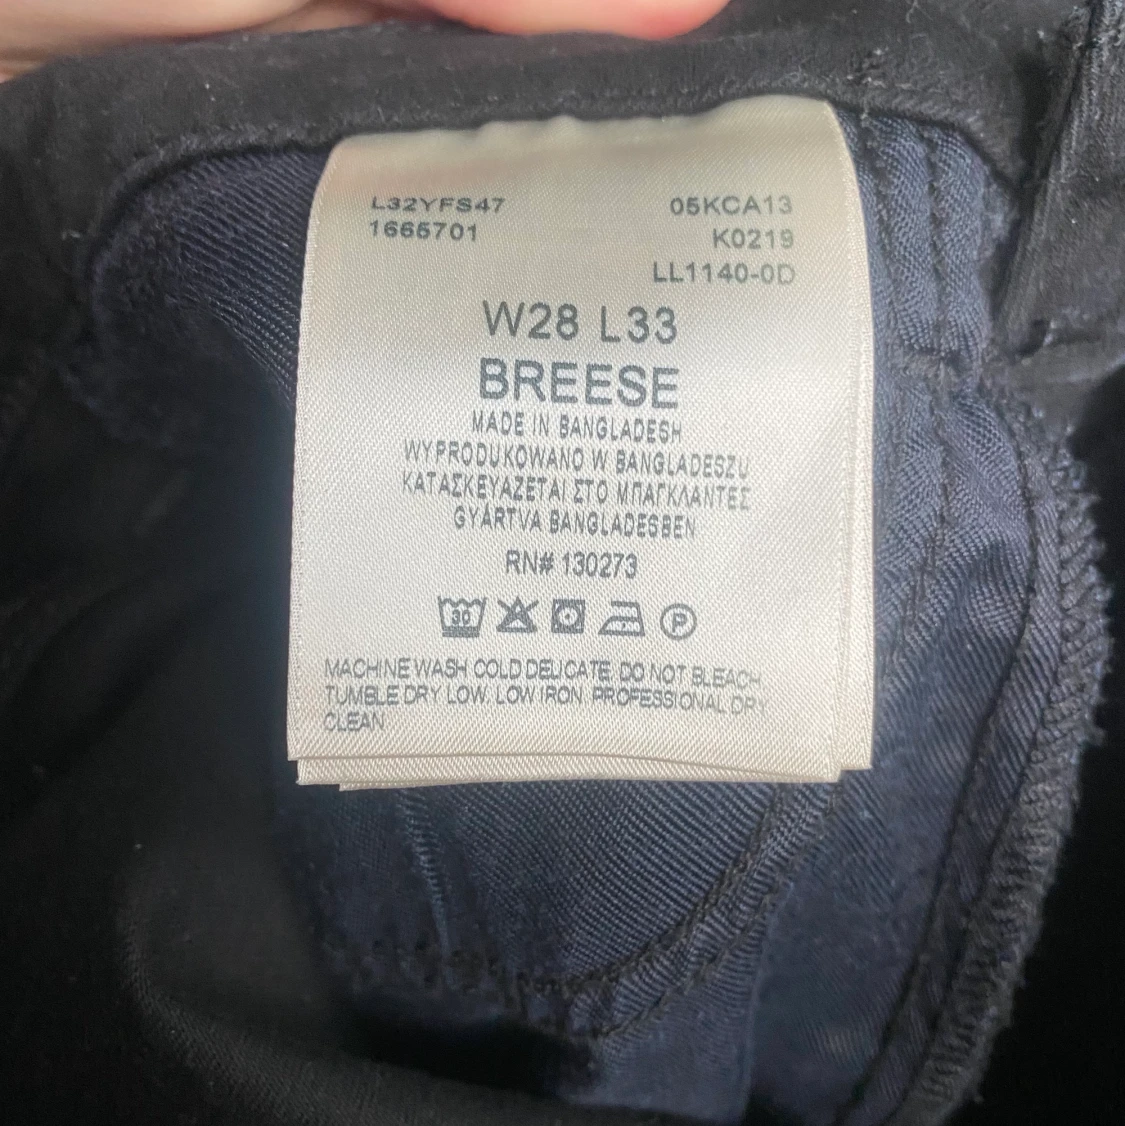 L32YFS47 05KCA13
1665701 K0219
LL1140-0D
W28 L33
BREESE
MADE IN BANGLADESH
WYPRODUKOWANO W BANGLADESZU
ΚΑΤΑΣΚΕΥΑΖΕΤΑΙ ΣΤΟ ΜΠΑΓΚΛΑΝΤΕΣ
GYÁRTVA BANGLADESBEN
RN# 130273
30 P
MACHINE WASH COLD DELICATE. DO NOT BLEACH.
TUMBLE DRY LOW. LOW IRON. PROFESSIONAL DRY
CLEAN